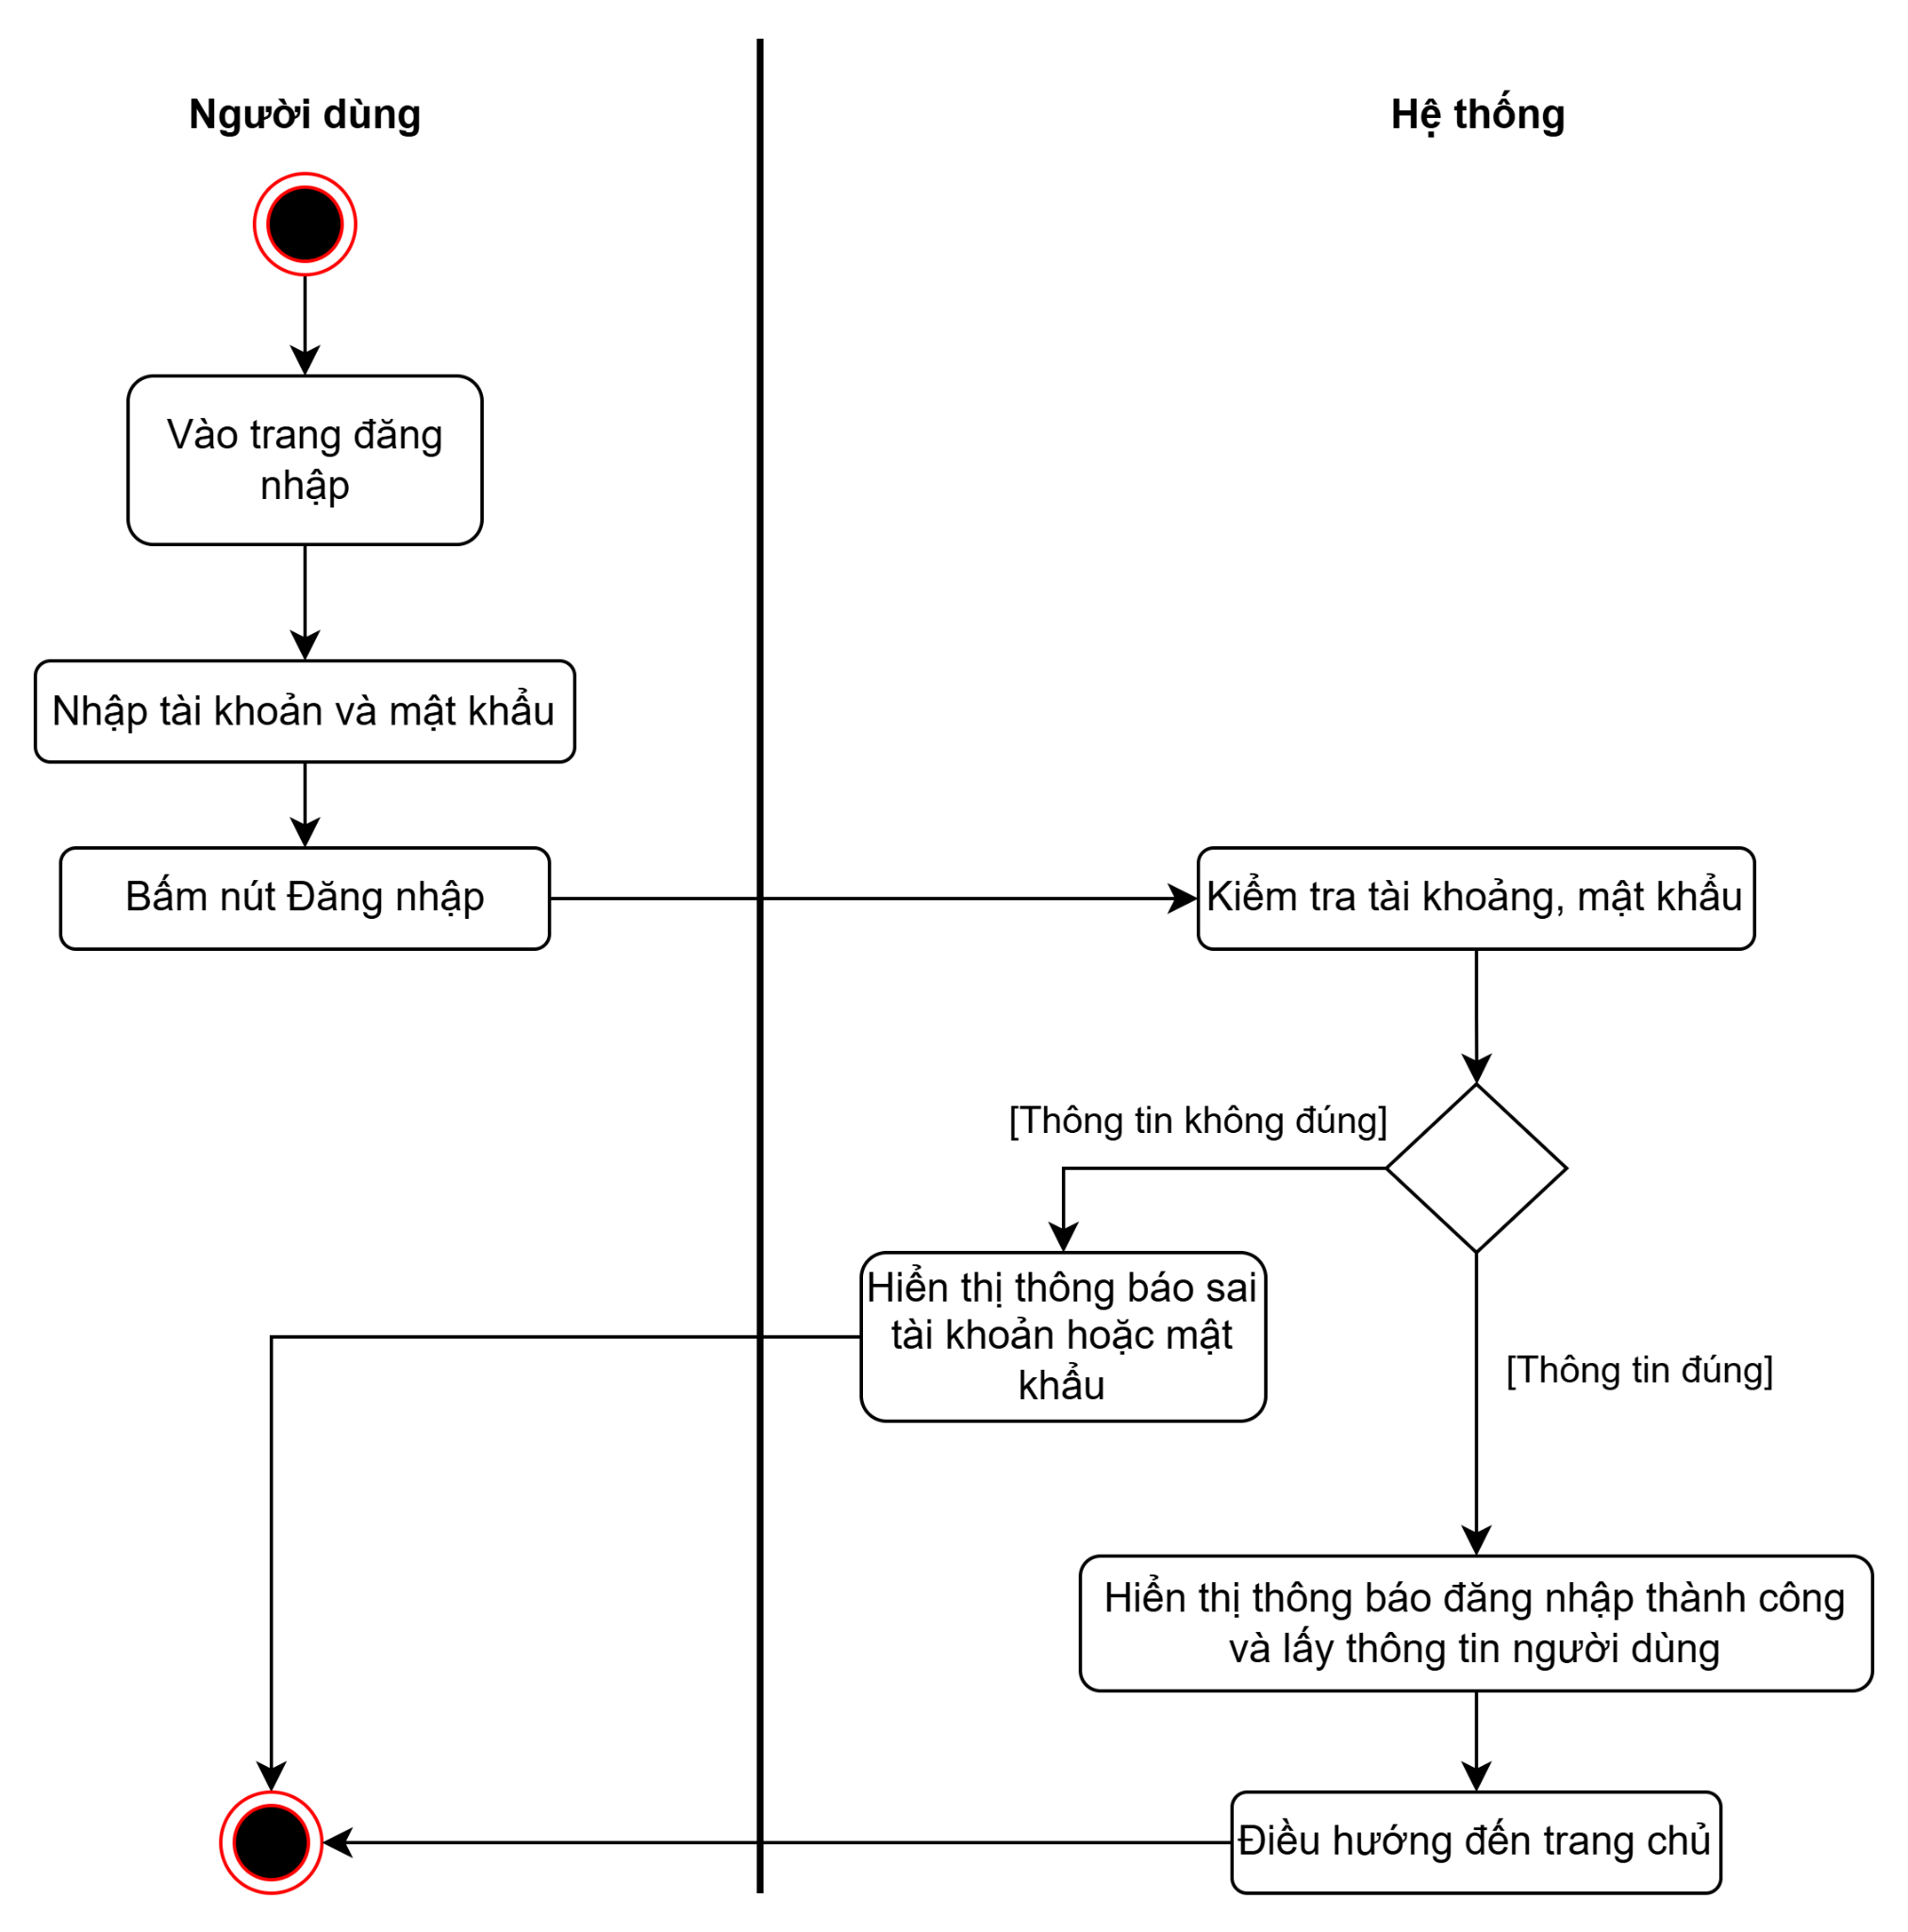 Người dùng
Hệ thống
Vào trang đăng
nhập
Nhập tài khoản và mật khẩu
Bấm nút Đăng nhập
Kiểm tra tài khoảng, mật khẩu
[Thông tin không đúng]
Hiển thị thông báo sai
tài khoản hoặc mật
khẩu
[Thông tin đúng]
Hiển thị thông báo đăng nhập thành công
và lấy thông tin người dùng
Điều hướng đến trang chủ